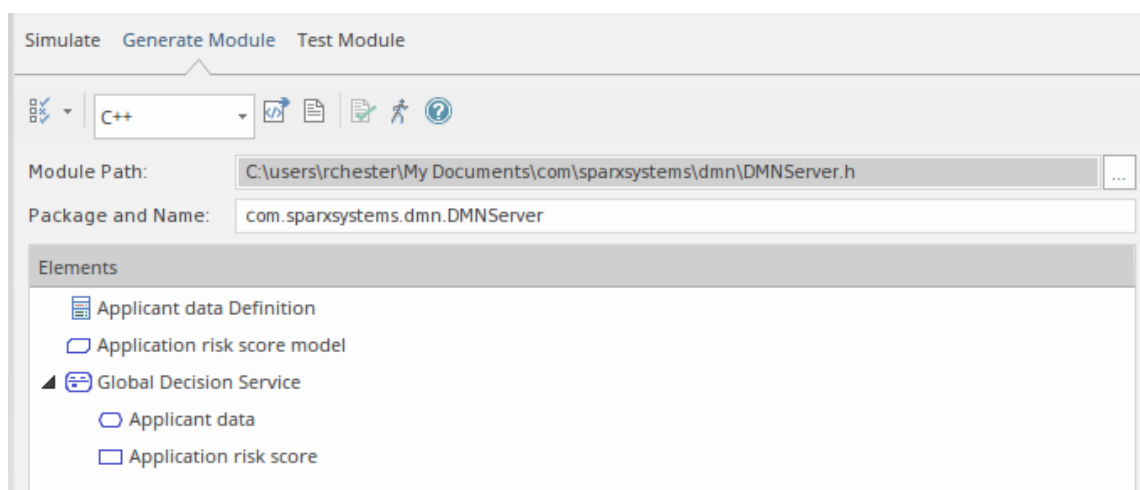 Simulate Generate Module Test Module
C++
Module Path: C:\users\rchester\My Documents\com\sparxsystems\dmn\DMNServer.h ...
Package and Name: com.sparxsystems.dmn.DMNServer
Elements
Applicant data Definition
Application risk score model
Global Decision Service
Applicant data
Application risk score